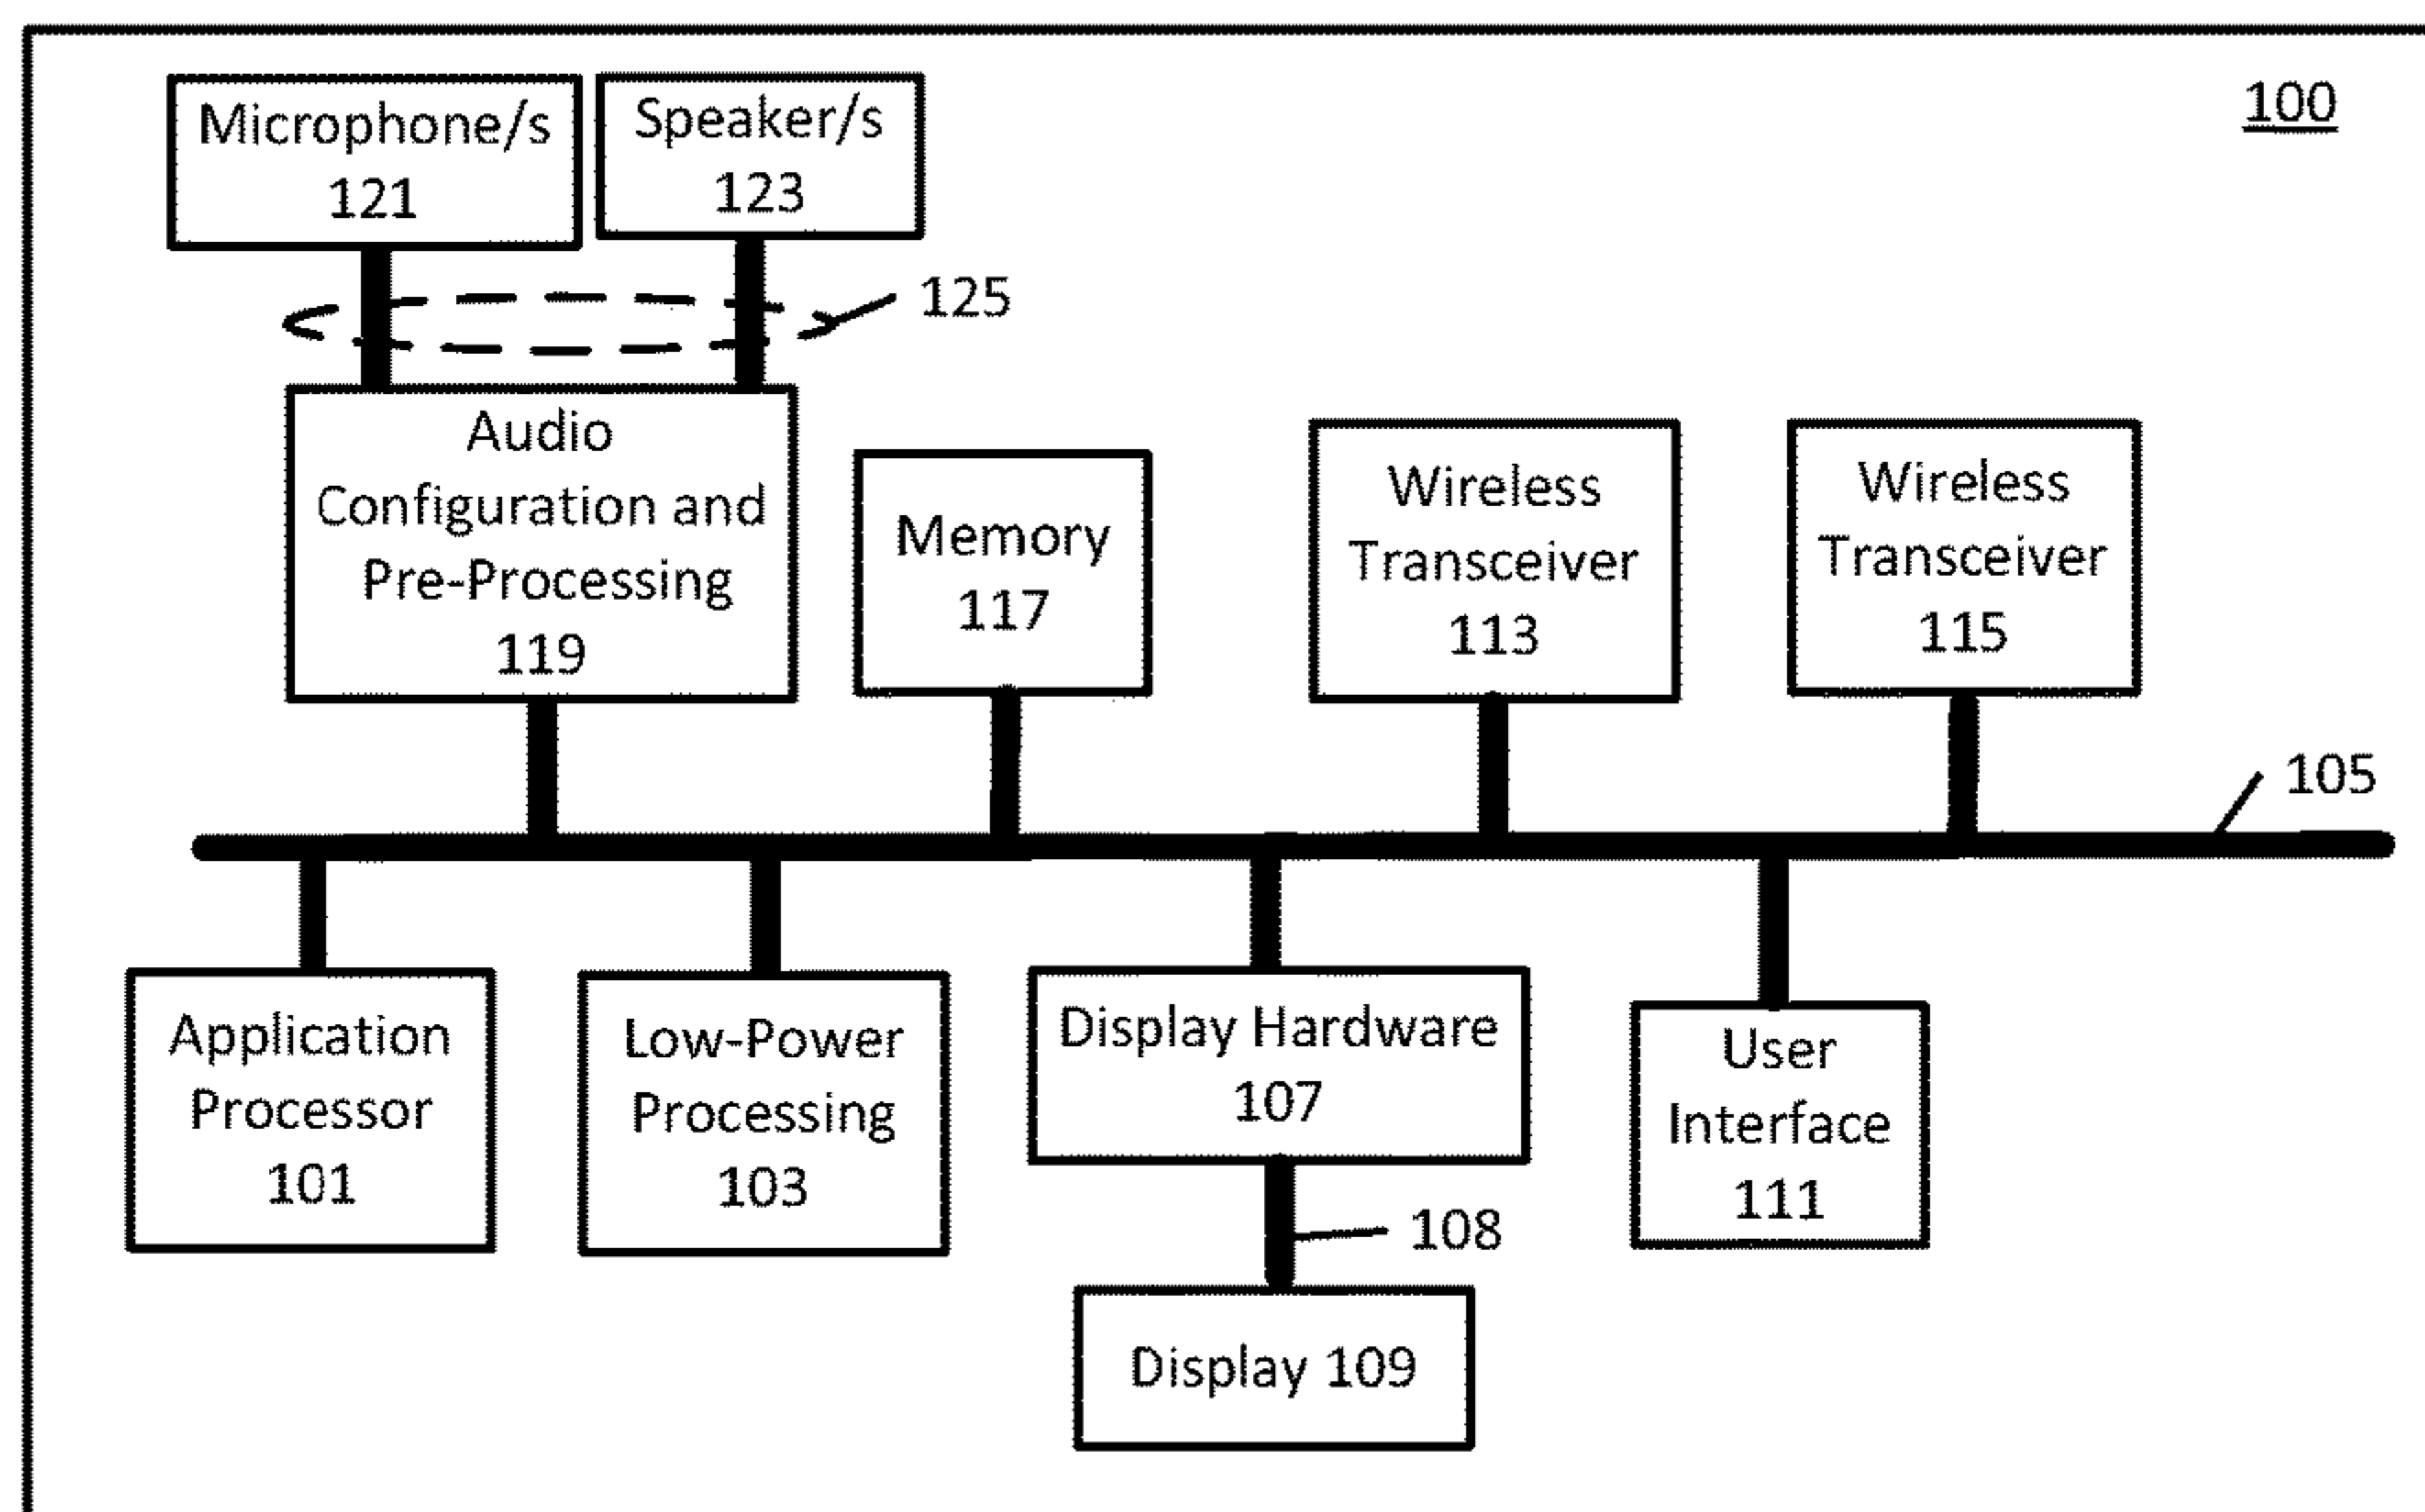 100
Microphone/s
121
Speaker/s
123
125
Audio
Configuration and
Pre-Processing
119
Memory
117
Wireless
Transceiver
113
Wireless
Transceiver
115
105
Application
Processor
101
Low-Power
Processing
103
Display Hardware
107
User
Interface
111
108
Display 109